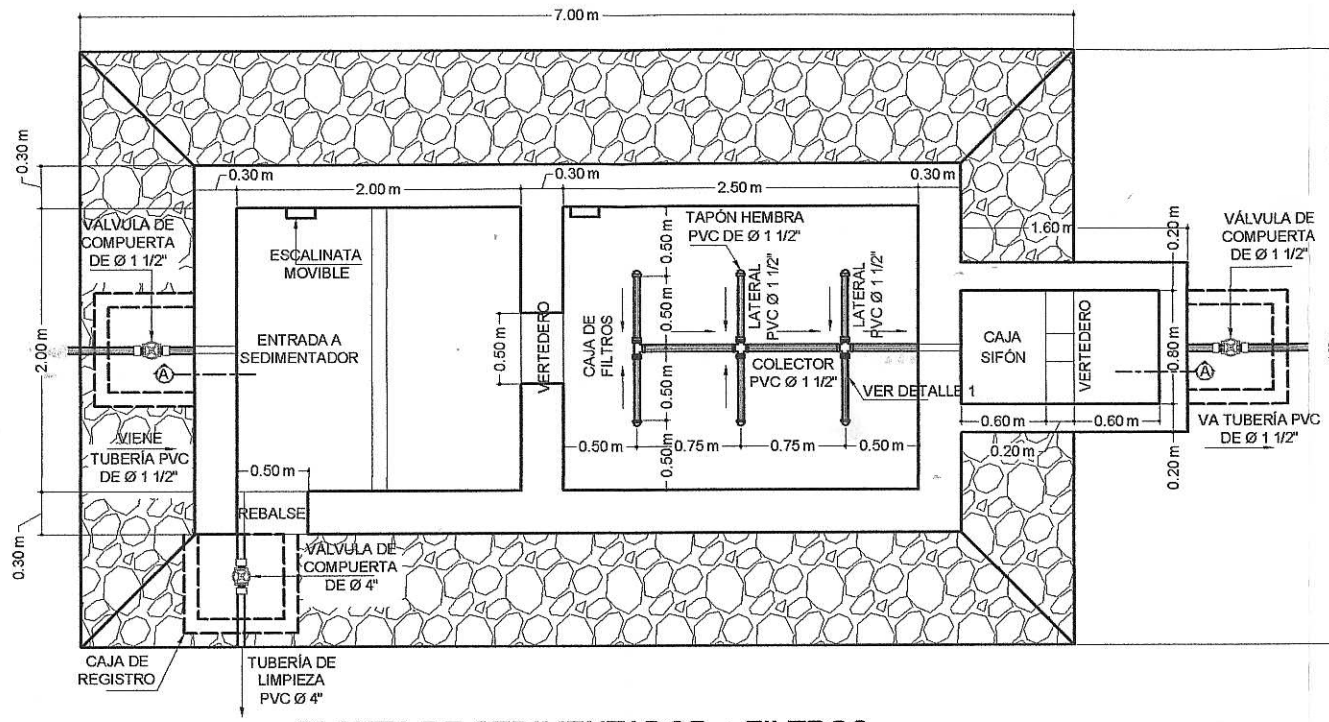 7.00 m
0.30 m
0.30 m
2.00 m
0.30 m
2.50 m
0.30 m
VÁLVULA DE
COMPUERTA
DE Ø 1 1/2"
ESCALINATA
MOVIBLE
0.50 m
TAPÓN HEMBRA
PVC DE Ø 1 1/2"
1.60 m
0.20 m
VÁLVULA DE
COMPUERTA
DE Ø 1 1/2"
2.00 m
ENTRADA A
SEDIMENTADOR
A
0.50 m
VERTEDERO
CAJA DE
FILTROS
0.50 m
0.50 m
LATERAL
PVC Ø 1 1/2"
LATERAL
PVC Ø 1 1/2"
COLECTOR
PVC Ø 1 1/2"
VER DETALLE 1
CAJA
SIFÓN
VERTEDERO
0.80 m
A
VIENE
TUBERÍA PVC
DE Ø 1 1/2"
0.50 m
0.50 m
0.75 m
0.75 m
0.50 m
0.50 m
0.60 m
0.60 m
0.20 m
0.20 m
VA TUBERÍA PVC
DE Ø 1 1/2"
REBALSE
0.30 m
VÁLVULA DE
COMPUERTA
DE Ø 4"
CAJA DE
REGISTRO
TUBERÍA DE
LIMPIEZA
PVC Ø 4"